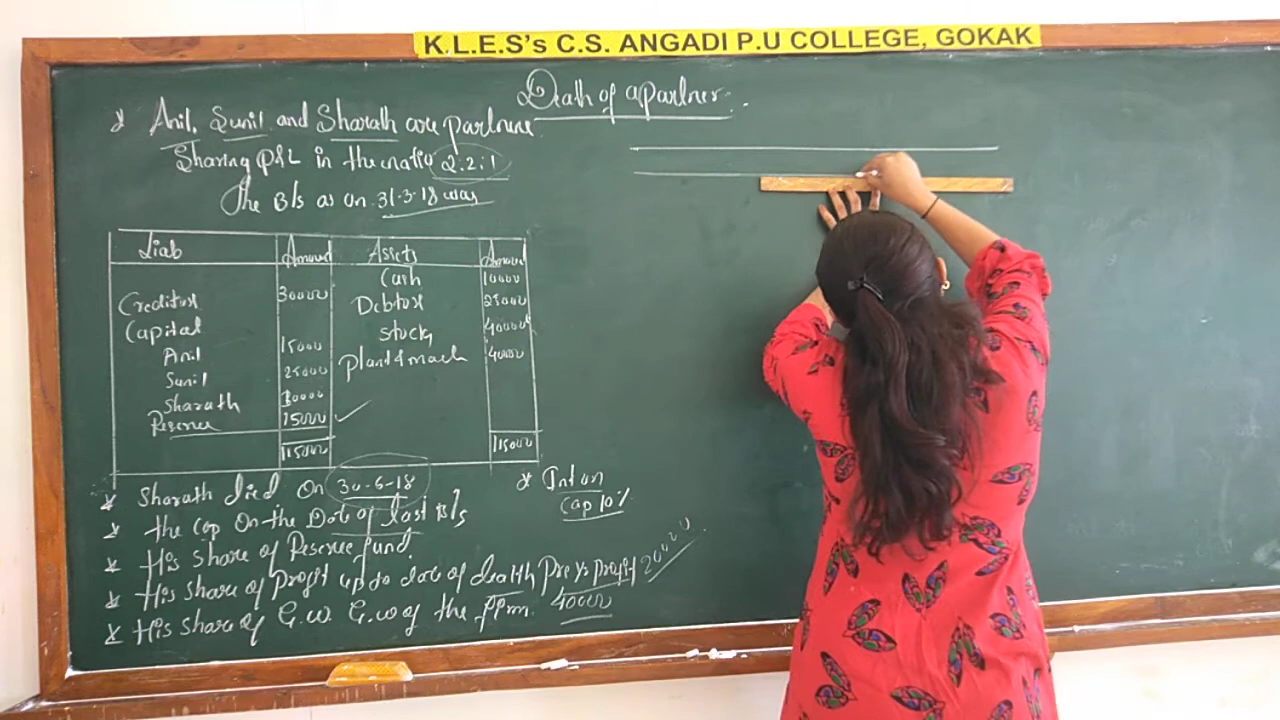 K.L.E.S's C.S. ANGADI P.U COLLEGE, GOKAK
Death of a Partner
* Anil, Sunil and Sharath are partners
Sharing P&L in the ratio 2:2:1
The B/s as on 31-3-18 was
Liab Amount Assets Amount
Cash 10000
Creditors 30000 Debtors 25000
Capital Stock 40000
Anil 15000 Plant & mach 40000
Sunil 25000
Sharath 30000
Reserve 15000
115000 115000
* Sharath died on 30-6-18
* the cap on the Date of last B/s
* His share of Reserve fund.
* His share of Profit up to date of death Pre Yr profit 20000
* His share of G.W. G.W of the firm. 40000
* Int on
Cap 10%